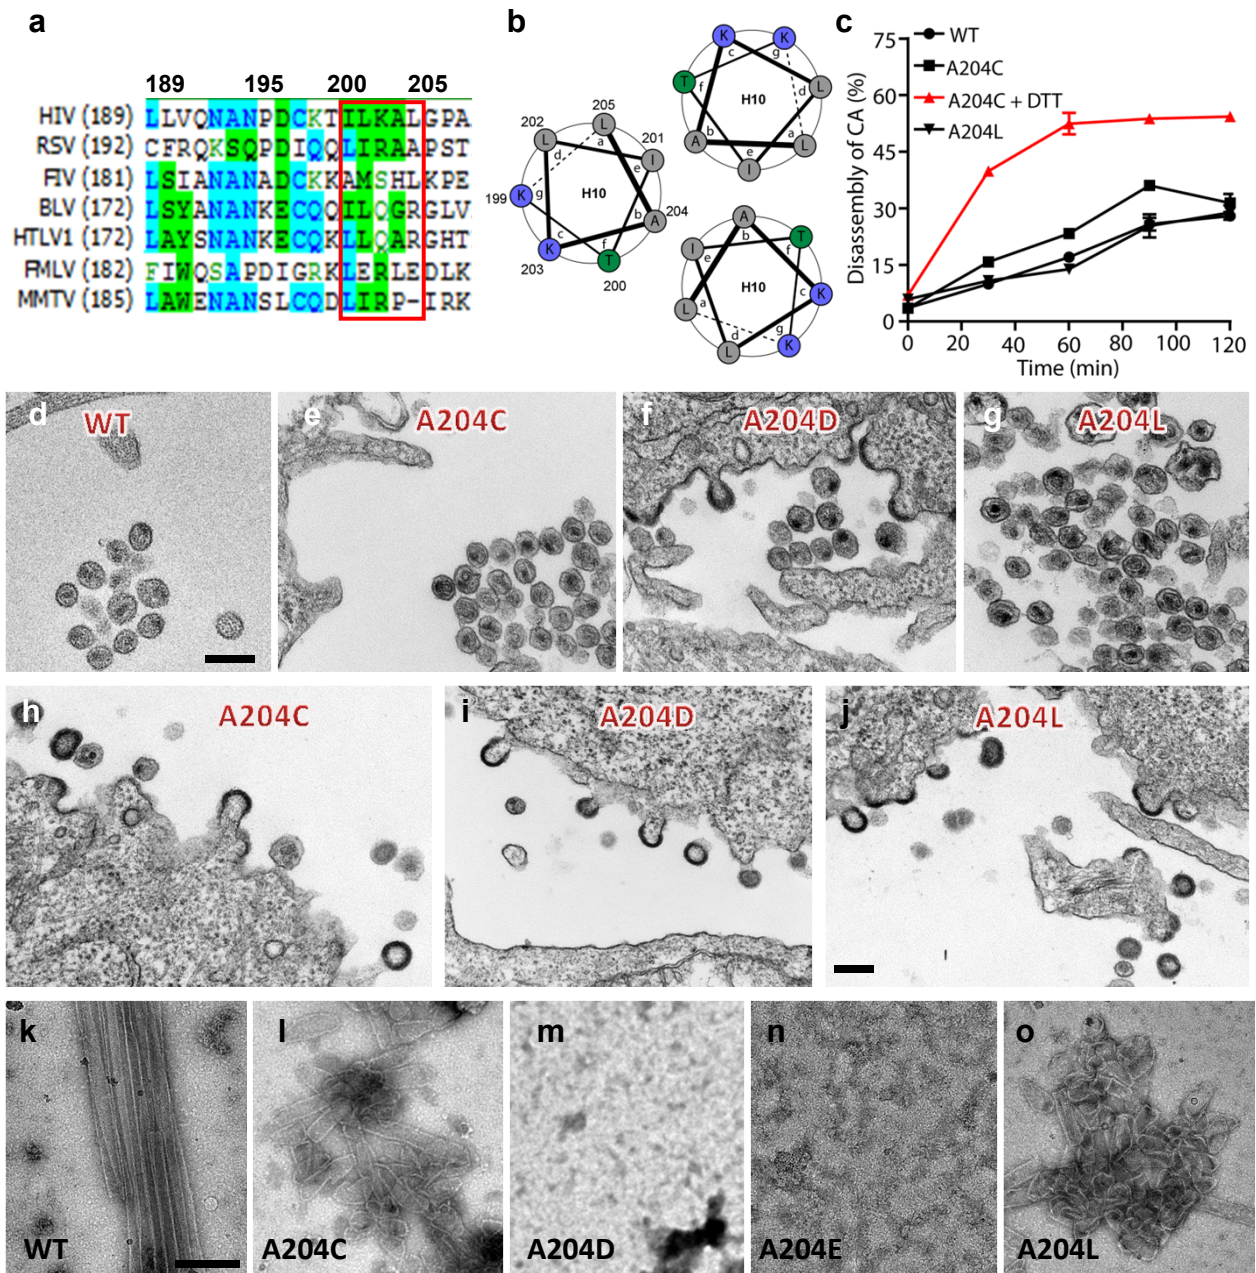 a
189 195 200 205
HIV (189) LLVQNANPDCKTILKALGPA
RSV (192) CFRQKSQPDIQQLIRAAPST
FIV (181) LSIANANADCKKAMSHLKPE
BLV (172) LSYANANKECQQILQGRGLV
HTLV1 (172) LAYSNANKECQKLLQARGHT
FMLV (182) FIWQSAPDIGRKLERLEDLK
MMTV (185) LAWENANSLCQDLIRP-IRK
b
K K
c g
T f d L
H10
A b a L
e
I
205
202 L 201
L a I
d e
199 K g H10
b A 204
c f
K T
203 200
A
I b T
e f
H10 c K
L a
d g
L K
c
Disassembly of CA (%)
75
60
45
30
15
0
0 20 40 60 80 100 120
Time (min)
WT
A204C
A204C + DTT
A204L
d WT
e A204C
f A204D
g A204L
h A204C
i A204D
j A204L
k WT
l A204C
m A204D
n A204E
o A204L